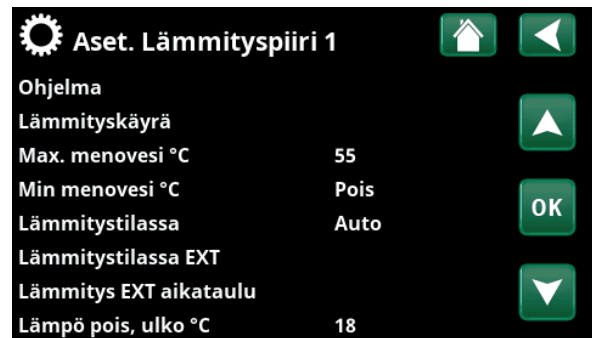 Aset. Lämmityspiiri 1
Ohjelma
Lämmityskäyrä
Max. menovesi °C 55
Min menovesi °C Pois
Lämmitystilassa Auto
OK
Lämmitystilassa EXT
Lämmitys EXT aikataulu
Lämpö pois, ulko °C 18